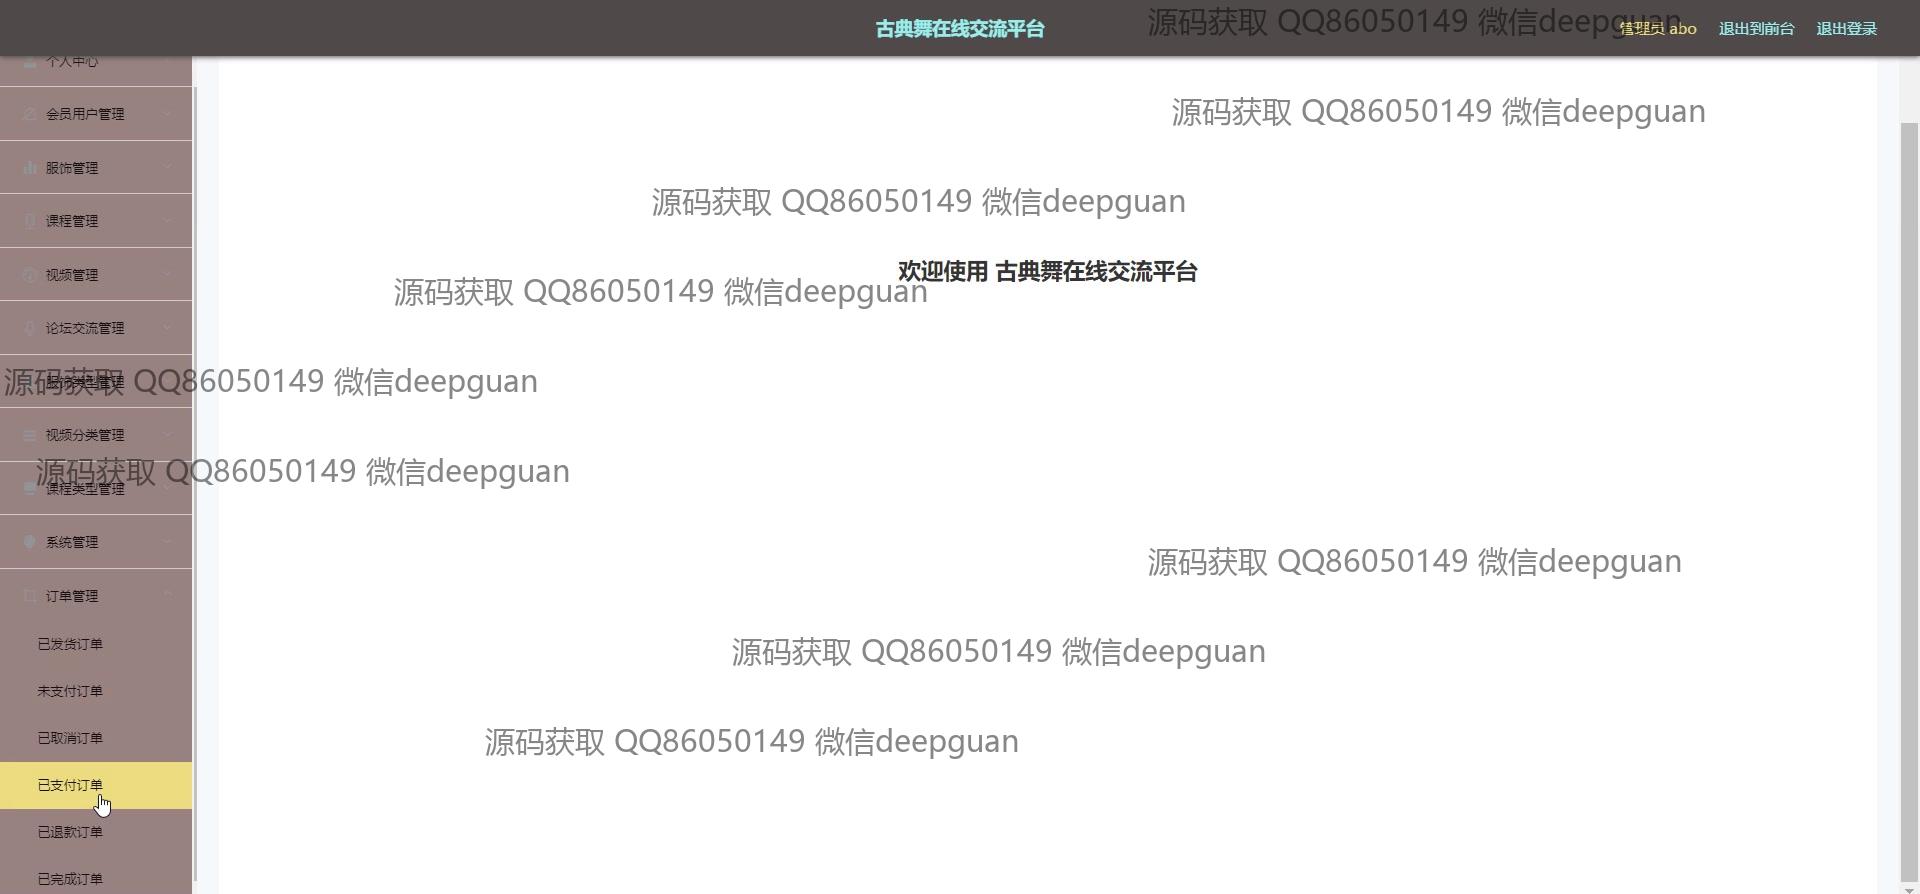 古典舞在线交流平台
源码获取 QQ86050149 微信deepguan
管理员 abo
退出到前台
退出登录
个人中心
会员用户管理
源码获取 QQ86050149 微信deepguan
服饰管理
源码获取 QQ86050149 微信deepguan
课程管理
视频管理
欢迎使用 古典舞在线交流平台
源码获取 QQ86050149 微信deepguan
论坛交流管理
服饰类型管理
源码获取 QQ86050149 微信deepguan
视频分类管理
源码获取 QQ86050149 微信deepguan
课程类型管理
系统管理
源码获取 QQ86050149 微信deepguan
订单管理
已发货订单
源码获取 QQ86050149 微信deepguan
未支付订单
已取消订单
源码获取 QQ86050149 微信deepguan
已支付订单
已退款订单
已完成订单